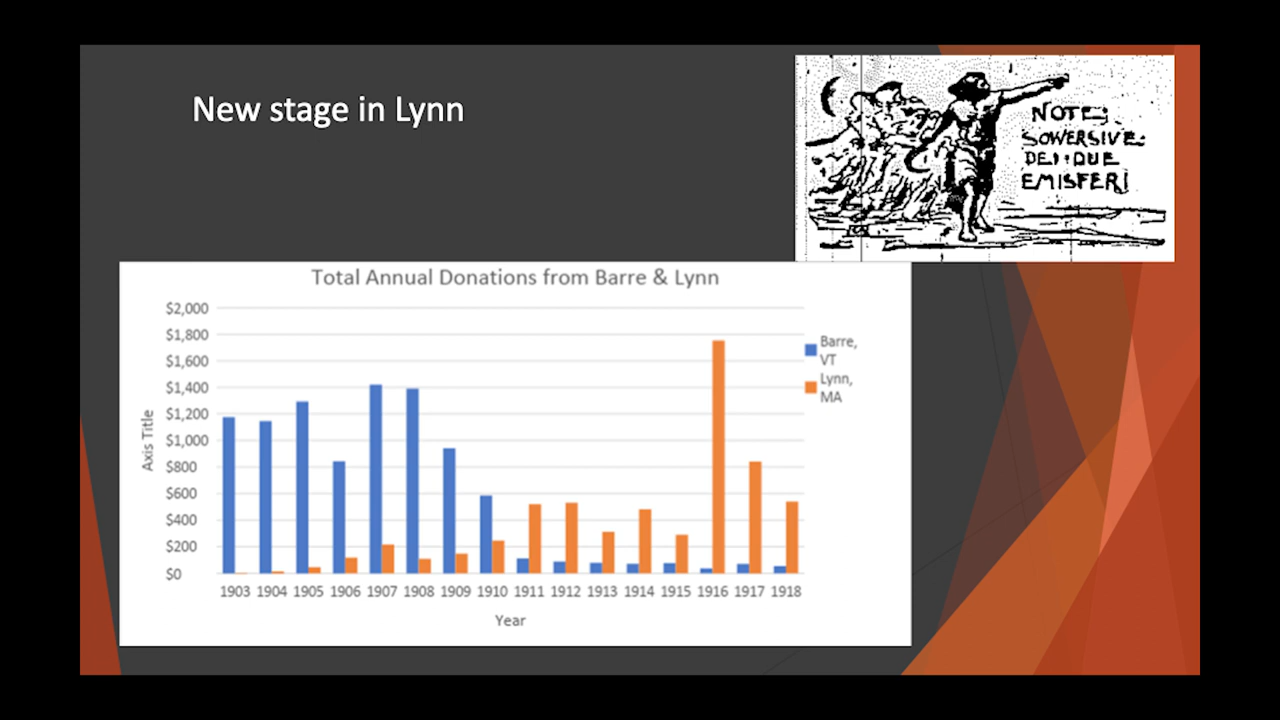 New stage in Lynn
NOTE
SOWERSIVE
DEI DUE
EMISFERI
Total Annual Donations from Barre & Lynn
$2,000
$1,800
$1,600
$1,400
$1,200
$1,000
$800
$600
$400
$200
$0
Axis Title
1903 1904 1905 1906 1907 1908 1909 1910 1911 1912 1913 1914 1915 1916 1917 1918
Year
Barre,
VT
Lynn,
MA